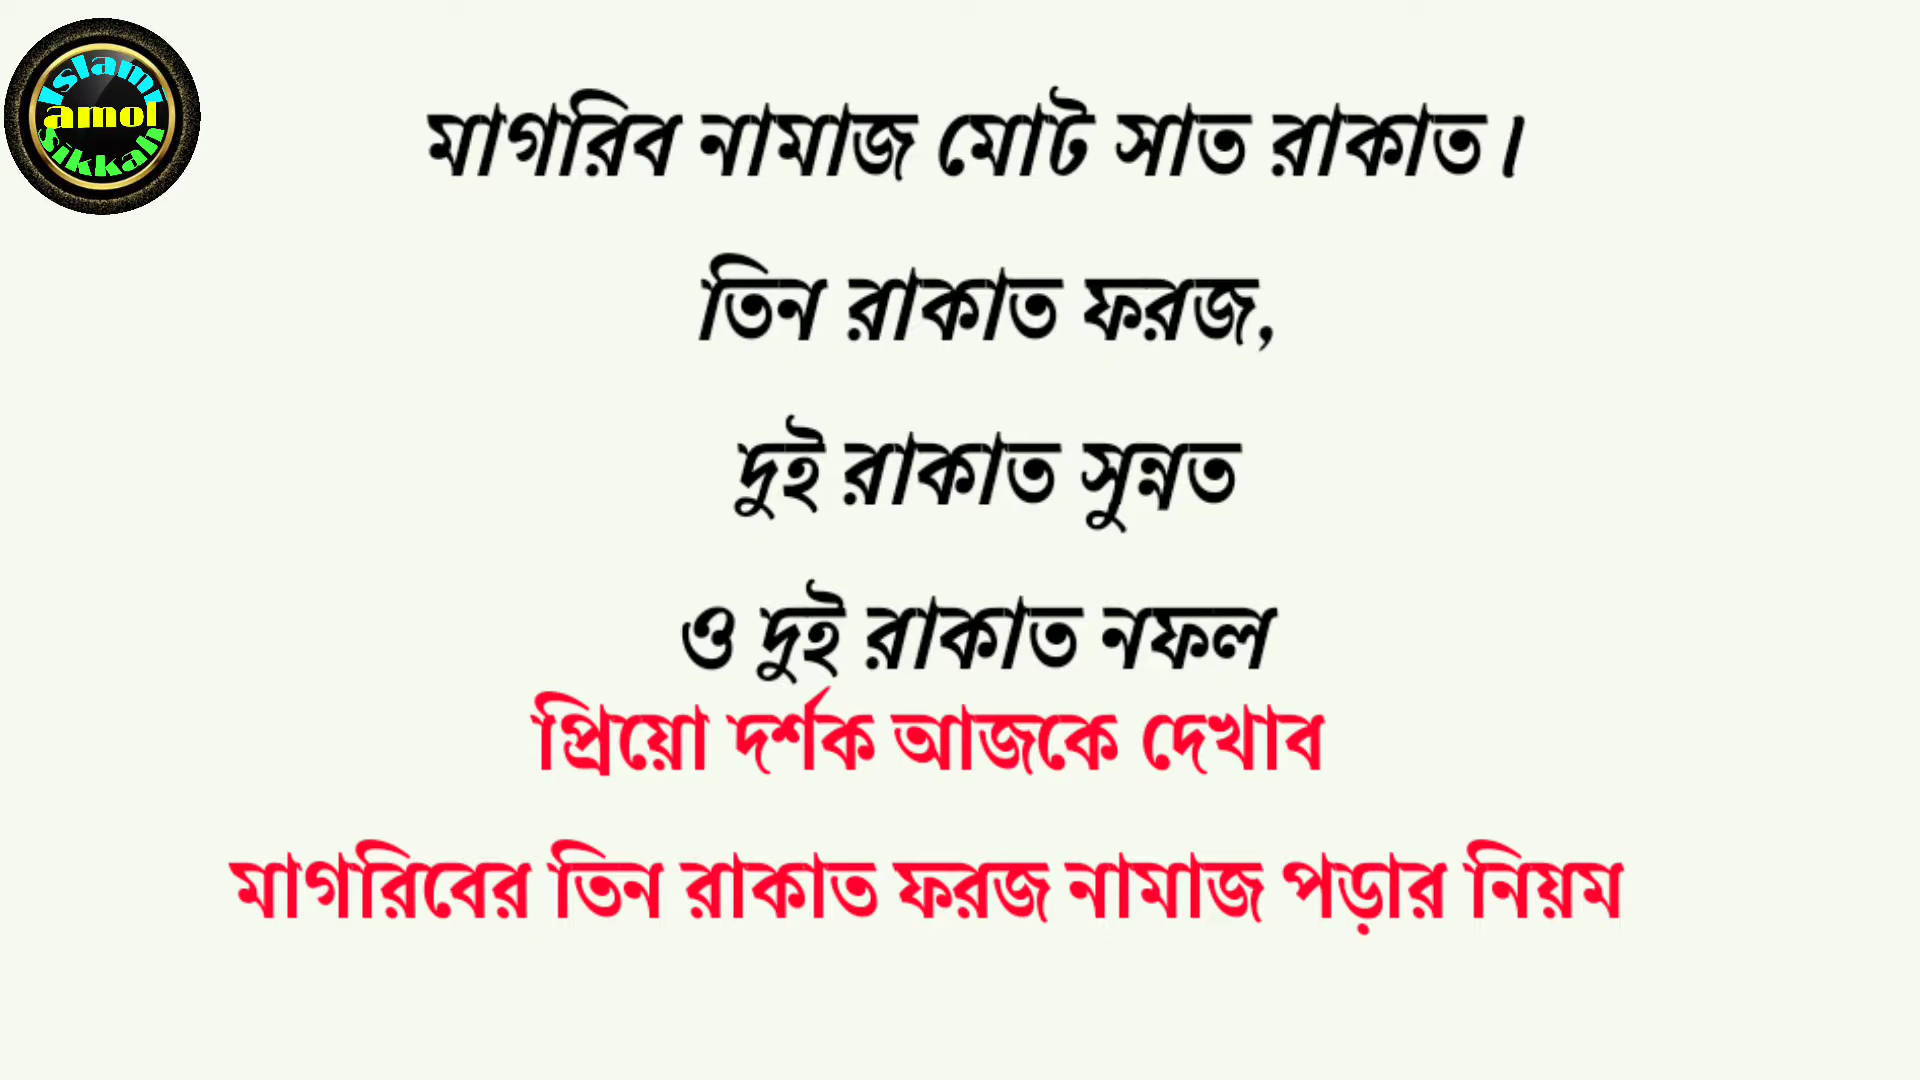 Islami
amol
sikkah
মাগরিব নামাজ মোট সাত রাকাত।
তিন রাকাত ফরজ,
দুই রাকাত সুন্নত
ও দুই রাকাত নফল
প্রিয়ো দর্শক আজকে দেখাব
মাগরিবের তিন রাকাত ফরজ নামাজ পড়ার নিয়ম